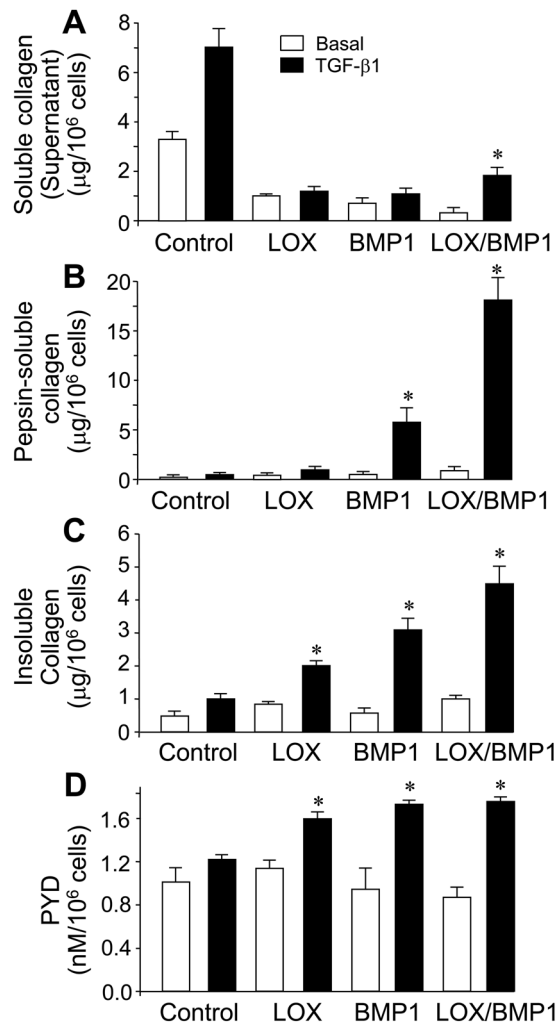 A
Soluble collagen
(Supernatant)
(μg/10⁶ cells)
8
6
4
2
0
Basal
TGF-β1
*
Control LOX BMP1 LOX/BMP1
B
Pepsin-soluble
collagen
(μg/10⁶ cells)
20
15
10
5
0
* *
Control LOX BMP1 LOX/BMP1
C
Insoluble
Collagen
(μg/10⁶ cells)
6
5
4
3
2
1
0
* * *
Control LOX BMP1 LOX/BMP1
D
PYD
(nM/10⁶ cells)
1.6
1.2
0.8
0.4
0.0
* * *
Control LOX BMP1 LOX/BMP1